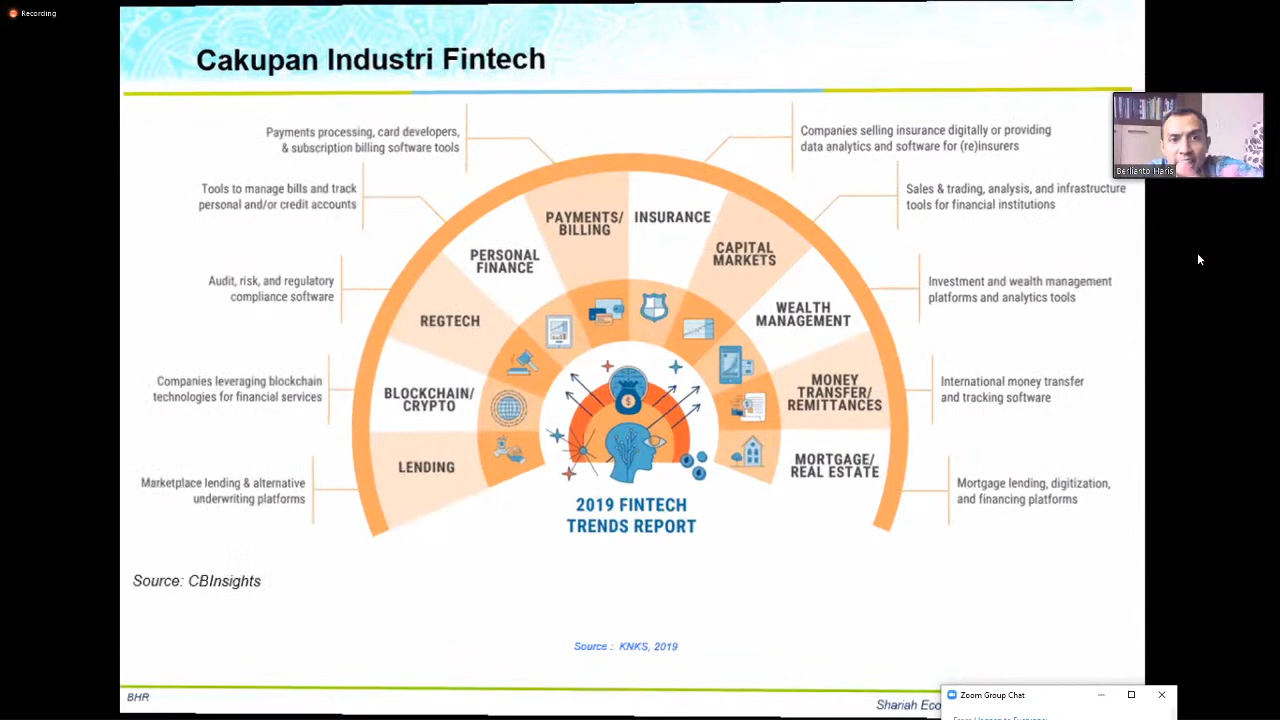 Recording
Cakupan Industri Fintech
Payments processing, card developers,
& subscription billing software tools
Companies selling insurance digitally or providing
data analytics and software for (re)insurers
Berlianto Haris
Tools to manage bills and track
personal and/or credit accounts
Sales & trading, analysis, and infrastructure
tools for financial institutions
PAYMENTS/
BILLING
INSURANCE
PERSONAL
FINANCE
CAPITAL
MARKETS
Audit, risk, and regulatory
compliance software
Investment and wealth management
platforms and analytics tools
REGTECH
WEALTH
MANAGEMENT
Companies leveraging blockchain
technologies for financial services
International money transfer
and tracking software
BLOCKCHAIN/
CRYPTO
MONEY
TRANSFER/
REMITTANCES
LENDING
MORTGAGE/
REAL ESTATE
Marketplace lending & alternative
underwriting platforms
Mortgage lending, digitization,
and financing platforms
$
2019 FINTECH
TRENDS REPORT
Source: CBInsights
Source : KNKS, 2019
BHR
Shariah Eco
Zoom Group Chat